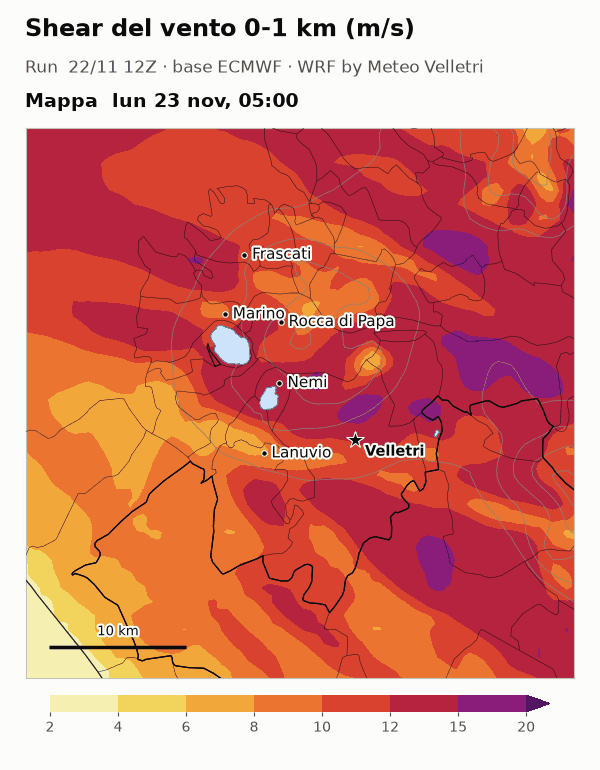 Shear del vento 0-1 km (m/s)
Run  22/11 12Z · base ECMWF · WRF by Meteo Velletri
Mappa  lun 23 nov, 05:00
Frascati
Marino
Rocca di Papa
Nemi
Velletri
Lanuvio
10 km
2 4 6 8 10 12 15 20